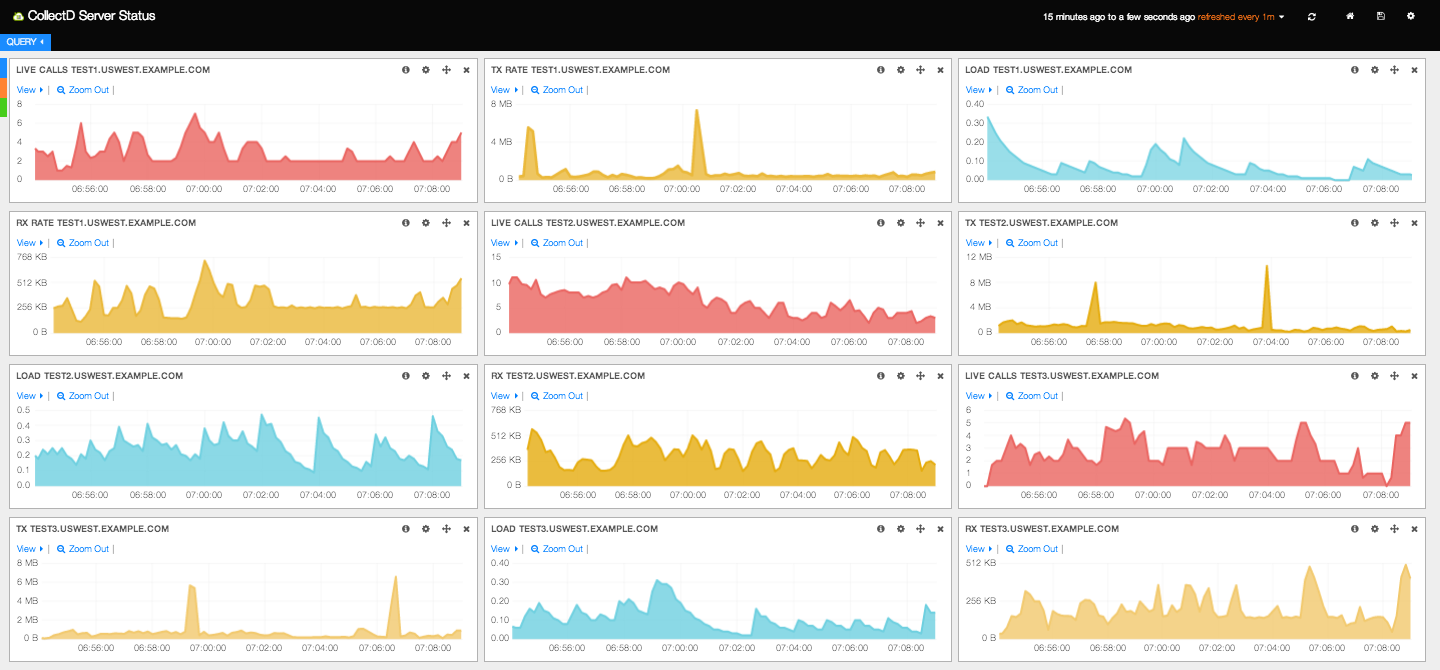 CollectD Server Status
15 minutes ago to a few seconds ago refreshed every 1m
QUERY
LIVE CALLS TEST1.USWEST.EXAMPLE.COM
View | Zoom Out |
8
6
4
2
0
06:56:00 06:58:00 07:00:00 07:02:00 07:04:00 07:06:00 07:08:00
TX RATE TEST1.USWEST.EXAMPLE.COM
View | Zoom Out |
8 MB
4 MB
0 B
06:56:00 06:58:00 07:00:00 07:02:00 07:04:00 07:06:00 07:08:00
LOAD TEST1.USWEST.EXAMPLE.COM
View | Zoom Out |
0.40
0.30
0.20
0.10
0.00
06:56:00 06:58:00 07:00:00 07:02:00 07:04:00 07:06:00 07:08:00
RX RATE TEST1.USWEST.EXAMPLE.COM
View | Zoom Out |
768 KB
512 KB
256 KB
0 B
06:56:00 06:58:00 07:00:00 07:02:00 07:04:00 07:06:00 07:08:00
LIVE CALLS TEST2.USWEST.EXAMPLE.COM
View | Zoom Out |
15
10
5
0
06:56:00 06:58:00 07:00:00 07:02:00 07:04:00 07:06:00 07:08:00
TX TEST2.USWEST.EXAMPLE.COM
View | Zoom Out |
12 MB
8 MB
4 MB
0 B
06:56:00 06:58:00 07:00:00 07:02:00 07:04:00 07:06:00 07:08:00
LOAD TEST2.USWEST.EXAMPLE.COM
View | Zoom Out |
0.5
0.4
0.3
0.2
0.1
0.0
06:56:00 06:58:00 07:00:00 07:02:00 07:04:00 07:06:00 07:08:00
RX TEST2.USWEST.EXAMPLE.COM
View | Zoom Out |
768 KB
512 KB
256 KB
0 B
06:56:00 06:58:00 07:00:00 07:02:00 07:04:00 07:06:00 07:08:00
LIVE CALLS TEST3.USWEST.EXAMPLE.COM
View | Zoom Out |
6
5
4
3
2
1
0
06:56:00 06:58:00 07:00:00 07:02:00 07:04:00 07:06:00 07:08:00
TX TEST3.USWEST.EXAMPLE.COM
View | Zoom Out |
8 MB
6 MB
4 MB
2 MB
0 B
06:56:00 06:58:00 07:00:00 07:02:00 07:04:00 07:06:00 07:08:00
LOAD TEST3.USWEST.EXAMPLE.COM
View | Zoom Out |
0.40
0.30
0.20
0.10
0.00
06:56:00 06:58:00 07:00:00 07:02:00 07:04:00 07:06:00 07:08:00
RX TEST3.USWEST.EXAMPLE.COM
View | Zoom Out |
512 KB
256 KB
0 B
06:56:00 06:58:00 07:00:00 07:02:00 07:04:00 07:06:00 07:08:00